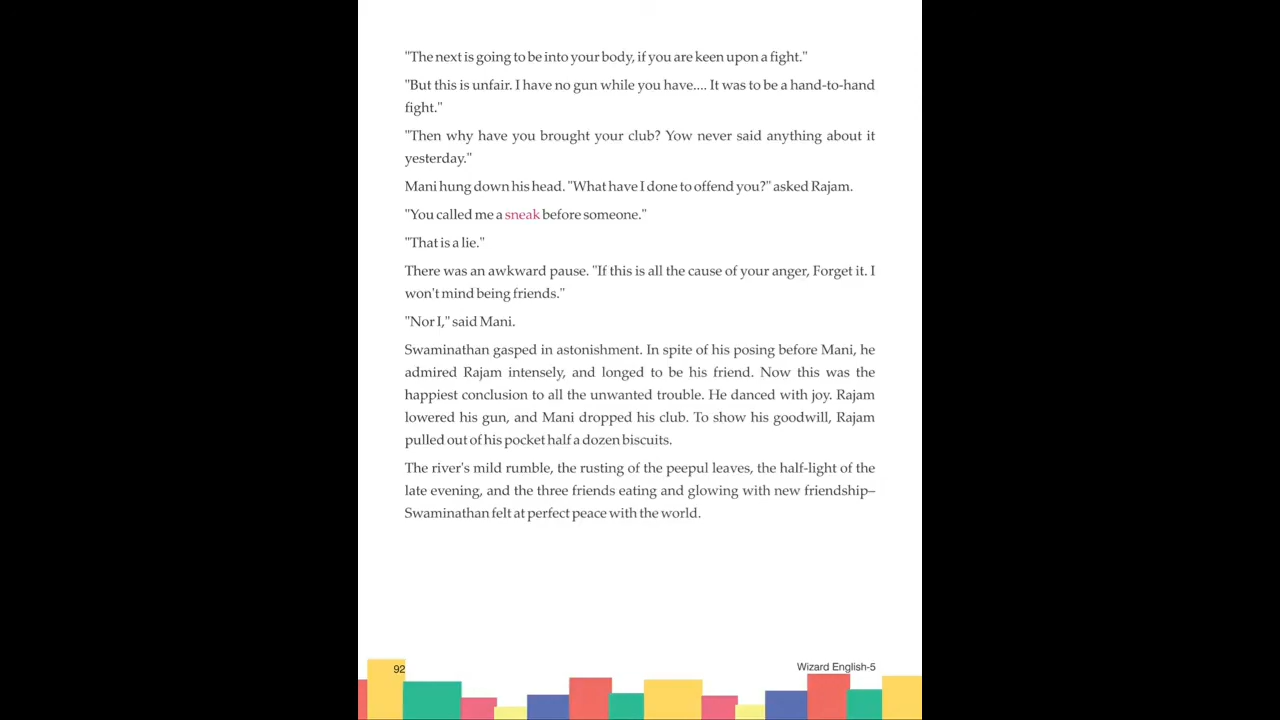 "The next is going to be into your body, if you are keen upon a fight."
"But this is unfair. I have no gun while you have.... It was to be a hand-to-hand
fight."
"Then why have you brought your club? Yow never said anything about it
yesterday."
Mani hung down his head. "What have I done to offend you?" asked Rajam.
"You called me a sneak before someone."
"That is a lie."
There was an awkward pause. "If this is all the cause of your anger, Forget it. I
won't mind being friends."
"Nor I," said Mani.
Swaminathan gasped in astonishment. In spite of his posing before Mani, he
admired Rajam intensely, and longed to be his friend. Now this was the
happiest conclusion to all the unwanted trouble. He danced with joy. Rajam
lowered his gun, and Mani dropped his club. To show his goodwill, Rajam
pulled out of his pocket half a dozen biscuits.
The river's mild rumble, the rusting of the peepul leaves, the half-light of the
late evening, and the three friends eating and glowing with new friendship–
Swaminathan felt at perfect peace with the world.
92
Wizard English-5